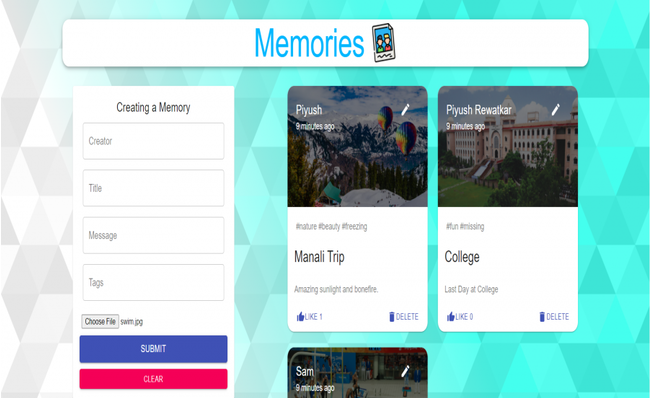 Memories
Creating a Memory
Creator
Title
Message
Tags
Choose File swim.jpg
SUBMIT
CLEAR
Piyush
9 minutes ago
#nature #beauty #freezing
Manali Trip
Amazing sunlight and bonefire.
LIKE 1 DELETE
Piyush Rewatkar
9 minutes ago
#fun #missing
College
Last Day at College
LIKE 0 DELETE
Sam
9 minutes ago